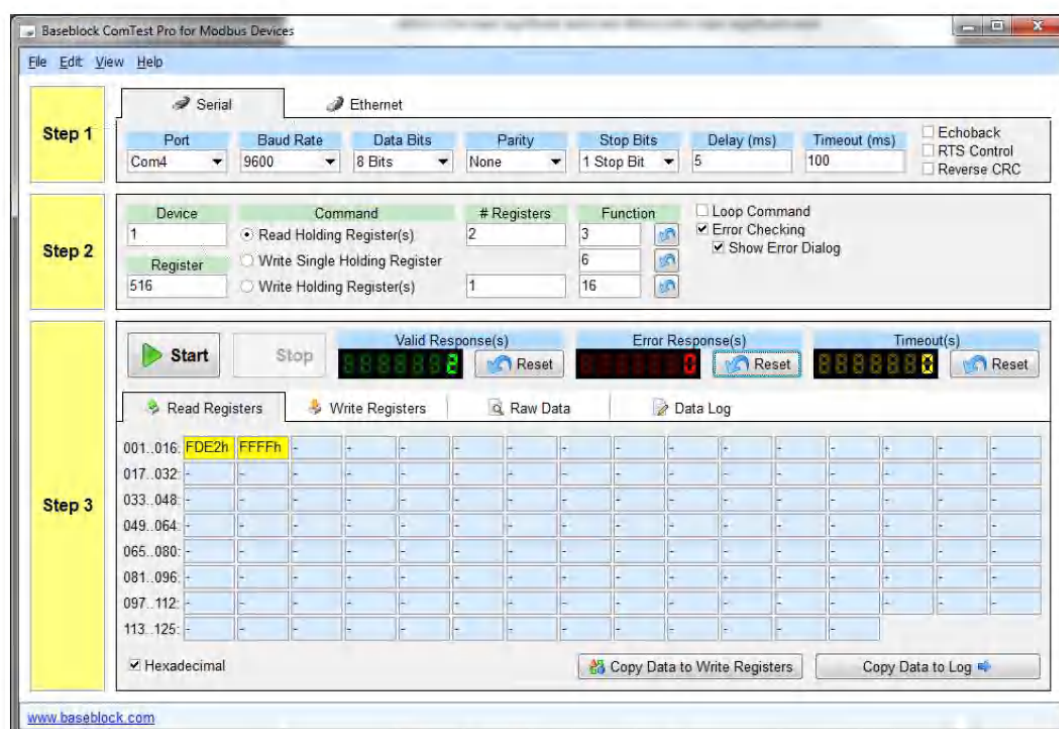 Baseblock ComTest Pro for Modbus Devices
File Edit View Help
Step 1
Serial Ethernet
Port Baud Rate Data Bits Parity Stop Bits Delay (ms) Timeout (ms)
Com4 9600 8 Bits None 1 Stop Bit 5 100
Echoback
RTS Control
Reverse CRC
Step 2
Device Command # Registers Function
1 Read Holding Register(s) 2 3
Write Single Holding Register 6
Register
516 Write Holding Register(s) 1 16
Loop Command
Error Checking
Show Error Dialog
Step 3
Start Stop
Valid Response(s) Error Response(s) Timeout(s)
2 Reset 0 Reset 0 Reset
Read Registers Write Registers Raw Data Data Log
001..016: FDE2h FFFFh - - - - - - - - - - - - - -
017..032: - - - - - - - - - - - - - - - -
033..048: - - - - - - - - - - - - - - - -
049..064: - - - - - - - - - - - - - - - -
065..080: - - - - - - - - - - - - - - - -
081..096: - - - - - - - - - - - - - - - -
097..112: - - - - - - - - - - - - - - - -
113..125: - - - - - - - - - - - - -
Hexadecimal Copy Data to Write Registers Copy Data to Log
www.baseblock.com